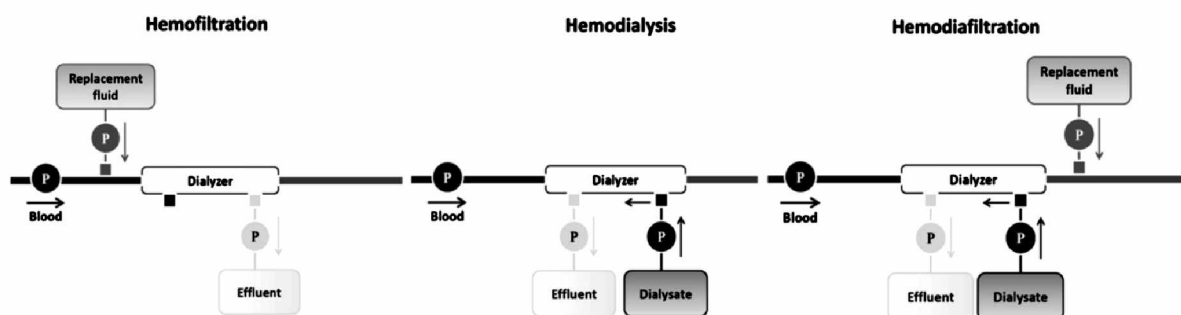 Hemofiltration
Replacement
fluid
P
P
Dialyzer
Blood
P
Effluent
Hemodialysis
P
Dialyzer
Blood
P
P
Effluent
Dialysate
Hemodiafiltration
Replacement
fluid
P
P
Dialyzer
Blood
P
P
Effluent
Dialysate